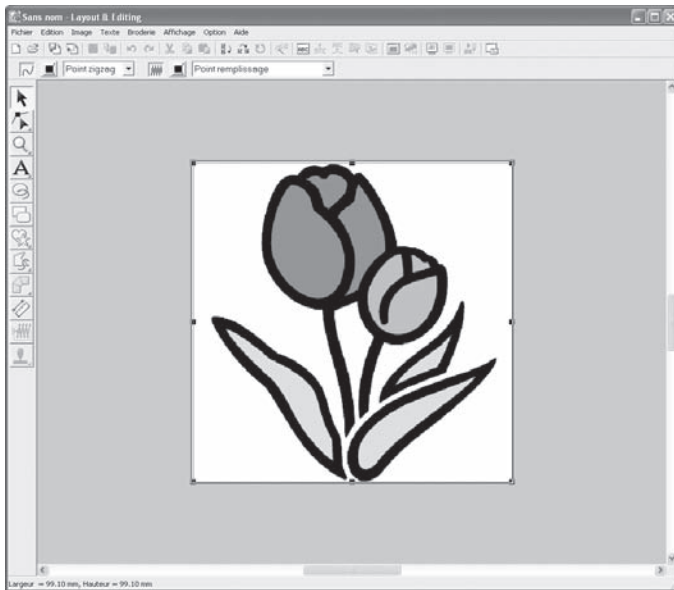 Sans nom - Layout & Editing
Fichier Edition Image Texte Broderie Affichage Option Aide
ABC
Point zigzag Point remplissage
A
Largeur = 99.10 mm, Hauteur = 99.10 mm